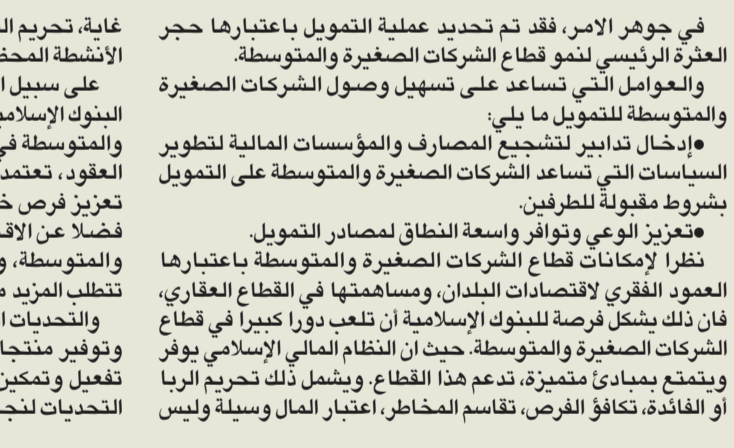 في جوهر الامر، فقد تم تحديد عملية التمويل باعتبارها حجر
العثرة الرئيسي لنمو قطاع الشركات الصغيرة والمتوسطة.
والعوامل التي تساعد على تسهيل وصول الشركات الصغيرة
والمتوسطة للتمويل ما يلي:
●إدخال تدابير لتشجيع المصارف والمؤسسات المالية لتطوير
السياسات التي تساعد الشركات الصغيرة والمتوسطة على التمويل
بشروط مقبولة للطرفين.
●تعزيز الوعي وتوافر واسعة النطاق لمصادر التمويل.
نظرا لإمكانات قطاع الشركات الصغيرة والمتوسطة باعتبارها
العمود الفقري لاقتصادات البلدان، ومساهمتها في القطاع العقاري،
فان ذلك يشكل فرصة للبنوك الإسلامية أن تلعب دورا كبيرا في قطاع
الشركات الصغيرة والمتوسطة. حيث ان النظام المالي الإسلامي يوفر
ويتمتع بمبادئ متميزة، تدعم هذا القطاع. ويشمل ذلك تحريم الربا
أو الفائدة، تكافؤ الفرص، تقاسم المخاطر، اعتبار المال وسيلة وليس
غاية، تحريم
الأنشطة
على سبيل
البنوك
والمتوسطة
العقود، تعتمد
تعزيز فرص
فضلا عن
والمتوسطة،
تتطلب المزيد
والتحديات
وتوفير
تفعيل وتمكين
التحديات